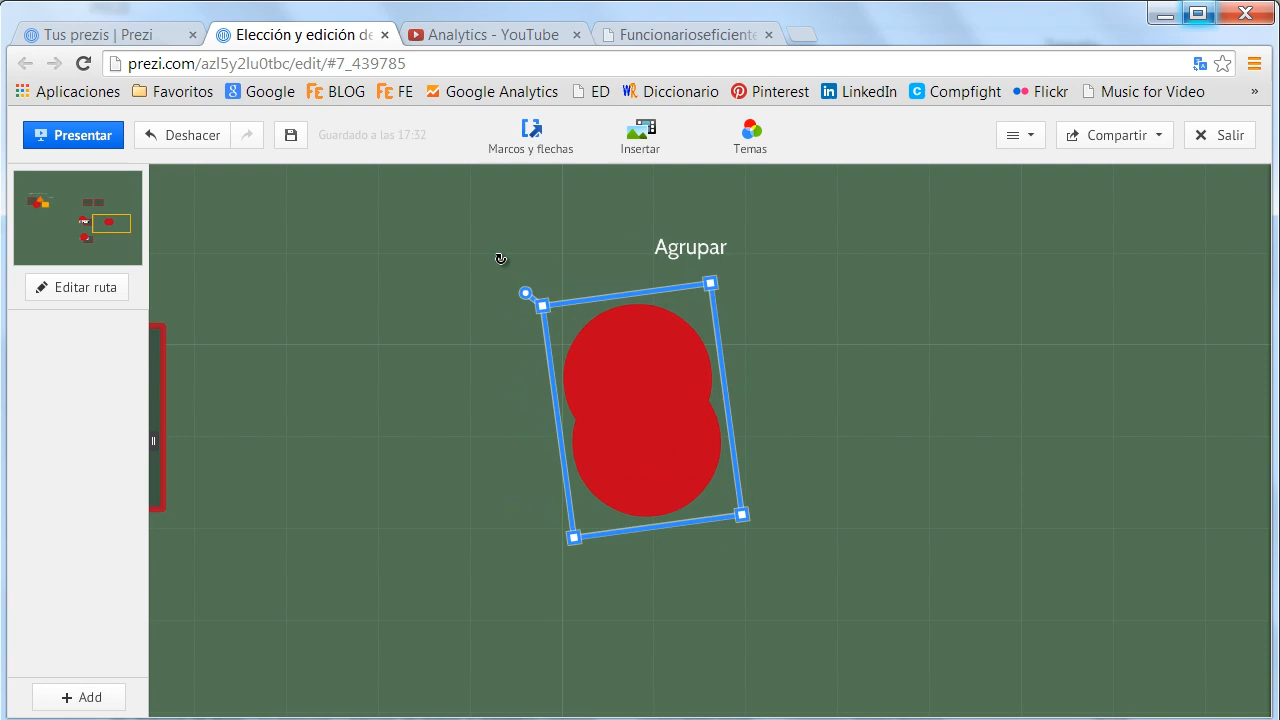 Tus prezis | Prezi
Elección y edición de
Analytics - YouTube
Funcionarioseficiente
prezi.com/azl5y2lu0tbc/edit/#7_439785
Aplicaciones Favoritos Google BLOG FE Google Analytics ED Diccionario Pinterest LinkedIn Compfight Flickr Music for Video »
Presentar Deshacer Guardado a las 17:32 Marcos y flechas Insertar Temas Compartir Salir
Agrupar
Editar ruta
Add